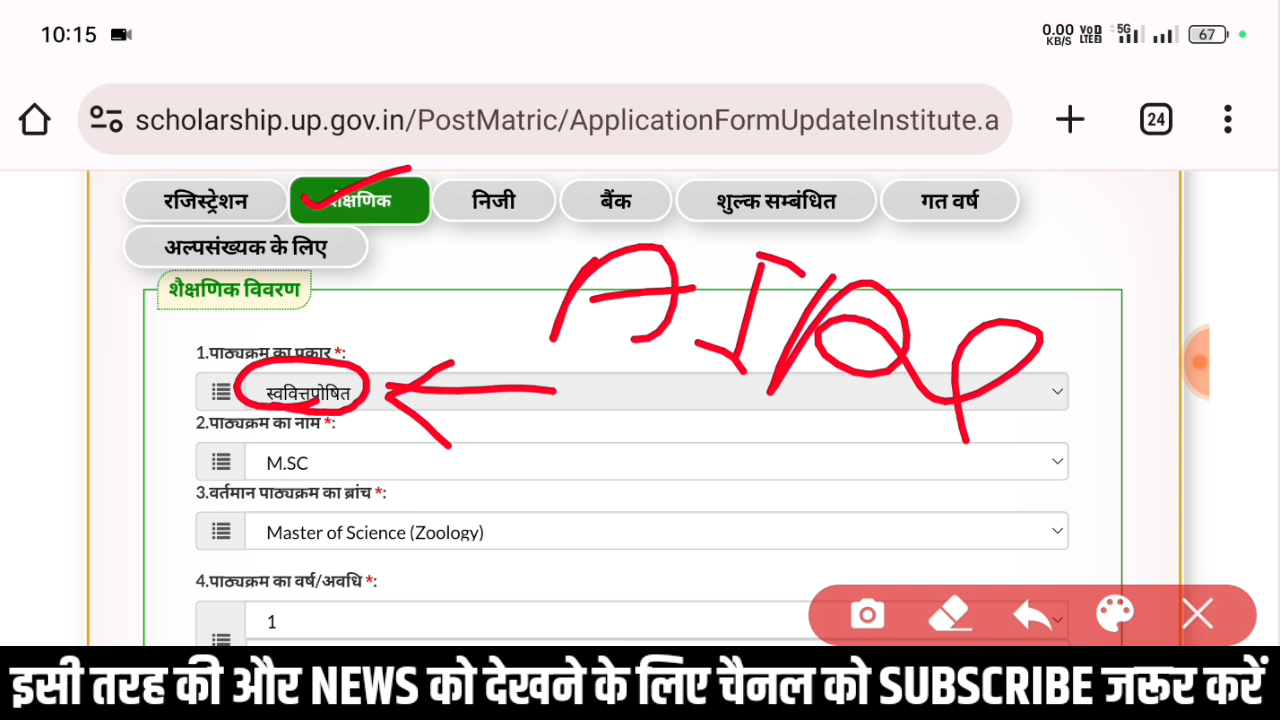 10:15
0.00 KB/S VoD LTE2 5G 67
scholarship.up.gov.in/PostMatric/ApplicationFormUpdateInstitute.a
24
रजिस्ट्रेशन
निजी
बैंक
शुल्क सम्बंधित
गत वर्ष
अल्पसंख्यक के लिए
शैक्षणिक विवरण
1.पाठ्यक्रम का प्रकार *:
स्ववित्तपोषित
2.पाठ्यक्रम का नाम *:
M.SC
3.वर्तमान पाठ्यक्रम का ब्रांच *:
Master of Science (Zoology)
4.पाठ्यक्रम का वर्ष/अवधि *:
1
इसी तरह की और NEWS को देखने के लिए चैनल को SUBSCRIBE जरूर करें